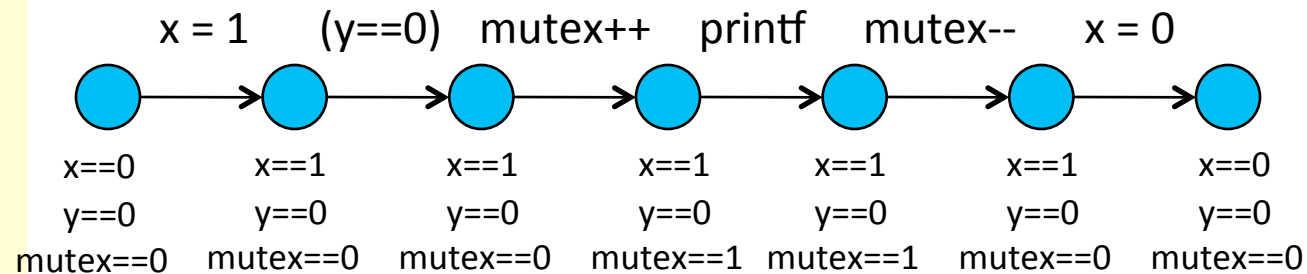 x = 1 (y==0) mutex++ printf mutex-- x = 0
x==0 x==1 x==1 x==1 x==1 x==1 x==0
y==0 y==0 y==0 y==0 y==0 y==0 y==0
mutex==0 mutex==0 mutex==0 mutex==1 mutex==1 mutex==0 mutex==0